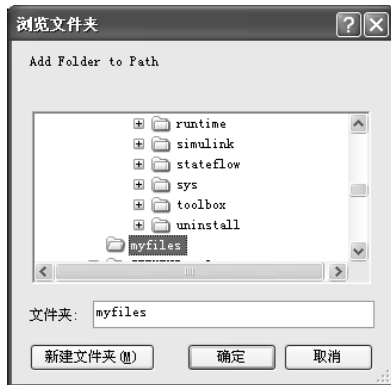 浏览文件夹
Add Folder to Path
runtime
simulink
stateflow
sys
toolbox
uninstall
myfiles
文件夹: myfiles
新建文件夹(M) 确定 取消